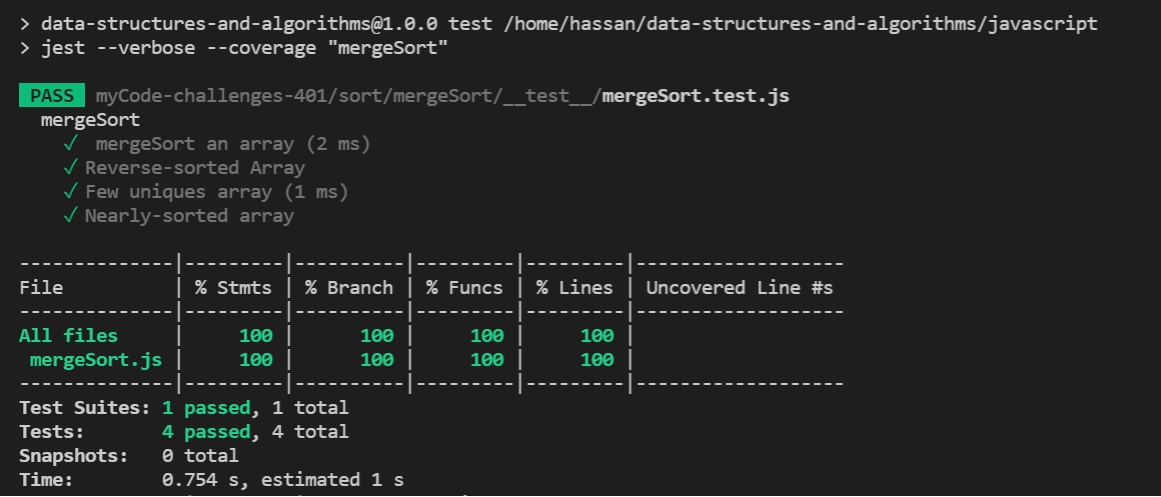 > data-structures-and-algorithms@1.0.0 test /home/hassan/data-structures-and-algorithms/javascript
> jest --verbose --coverage "mergeSort"
PASS myCode-challenges-401/sort/mergeSort/__test__/mergeSort.test.js
mergeSort
✓ mergeSort an array (2 ms)
✓ Reverse-sorted Array
✓ Few uniques array (1 ms)
✓ Nearly-sorted array
--------------|---------|----------|---------|---------|-------------------
File | % Stmts | % Branch | % Funcs | % Lines | Uncovered Line #s
--------------|---------|----------|---------|---------|-------------------
All files | 100 | 100 | 100 | 100 |
mergeSort.js | 100 | 100 | 100 | 100 |
--------------|---------|----------|---------|---------|-------------------
Test Suites: 1 passed, 1 total
Tests: 4 passed, 4 total
Snapshots: 0 total
Time: 0.754 s, estimated 1 s